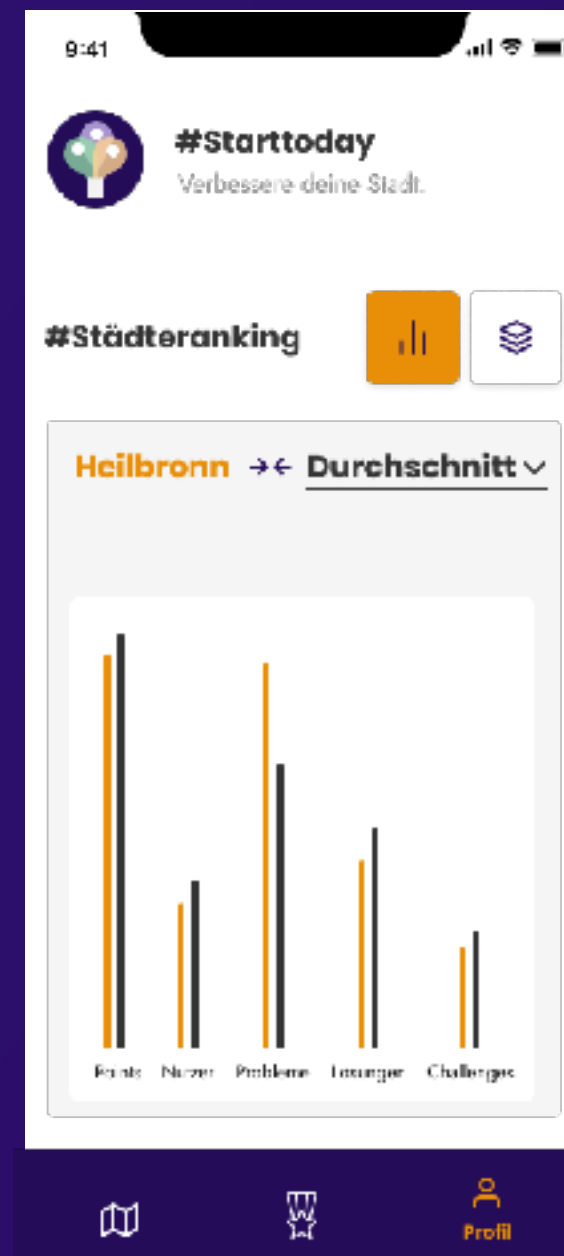 9:41
#Starttoday
Verbessere deine Stadt.
#Städteranking
Heilbronn Durchschnitt
Points Nutzer Probleme Lösungen Challenges
Profil